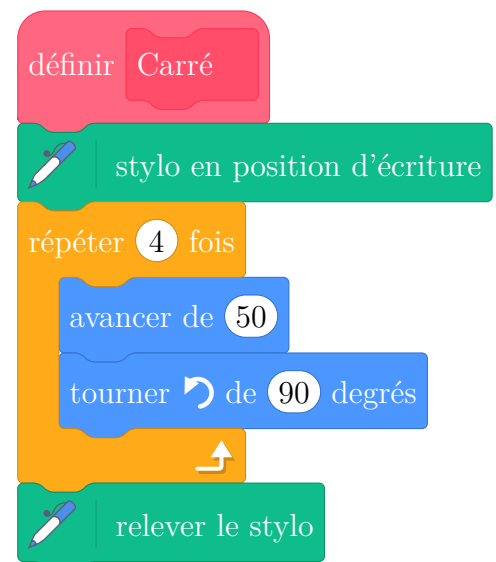 définir Carré
stylo en position d'écriture
répéter 4 fois
avancer de 50
tourner de 90 degrés
relever le stylo